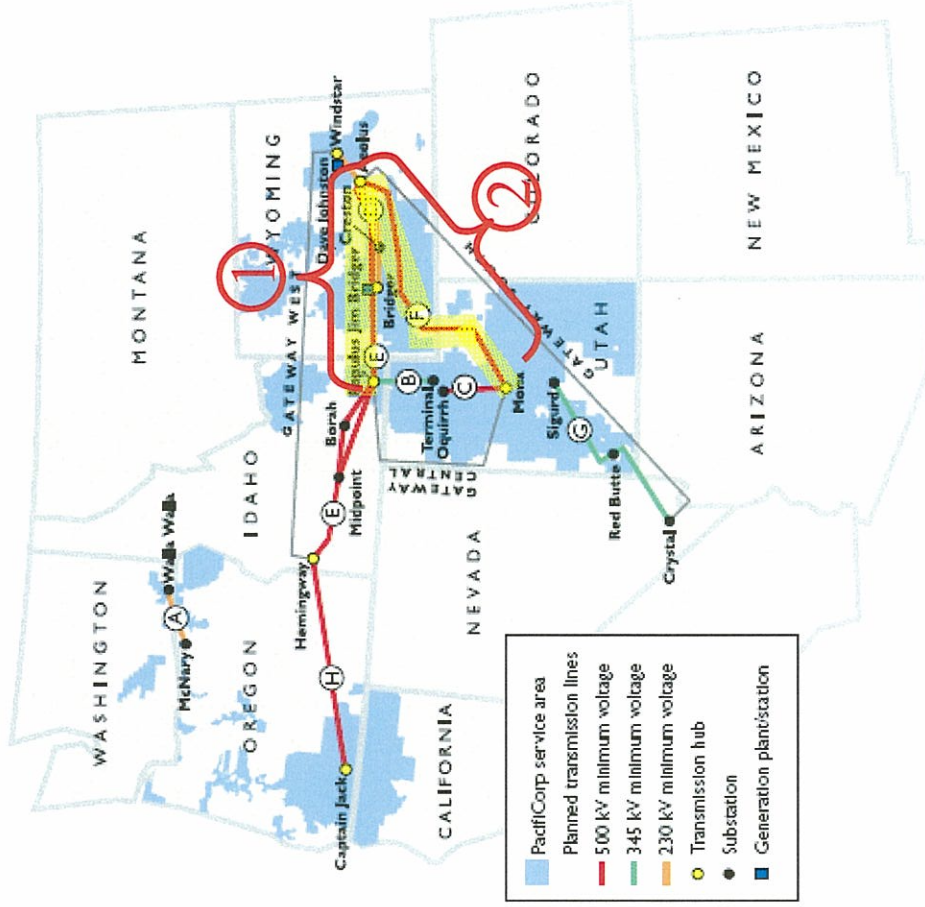 WASHINGTON
MONTANA
OREGON
IDAHO
WYOMING
NEVADA
CALIFORNIA
UTAH
ARIZONA
NEW MEXICO
McNary
A
Walla Walla
GATEWAY WEST
1
Dave Johnston
Windstar
Creston
Jim Bridger
Bridger
Borah
Midpoint
E
E
Hemingway
H
Captain Jack
B
Terminal
Oquirrh
C
Mona
F
2
GATEWAY
CENTRAL
Sigurd
G
Red Butte
Crystal
PacifiCorp service area
Planned transmission lines
500 kV minimum voltage
345 kV minimum voltage
230 kV minimum voltage
Transmission hub
Substation
Generation plant/station